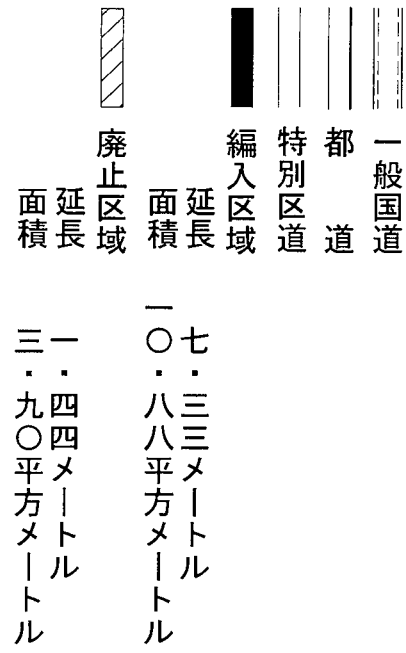 一般国道
都道
特別区道
編入区域
延長 七・三三メートル
面積 一〇・八八平方メートル
廃止区域
延長 一・四四メートル
面積 三・九〇平方メートル